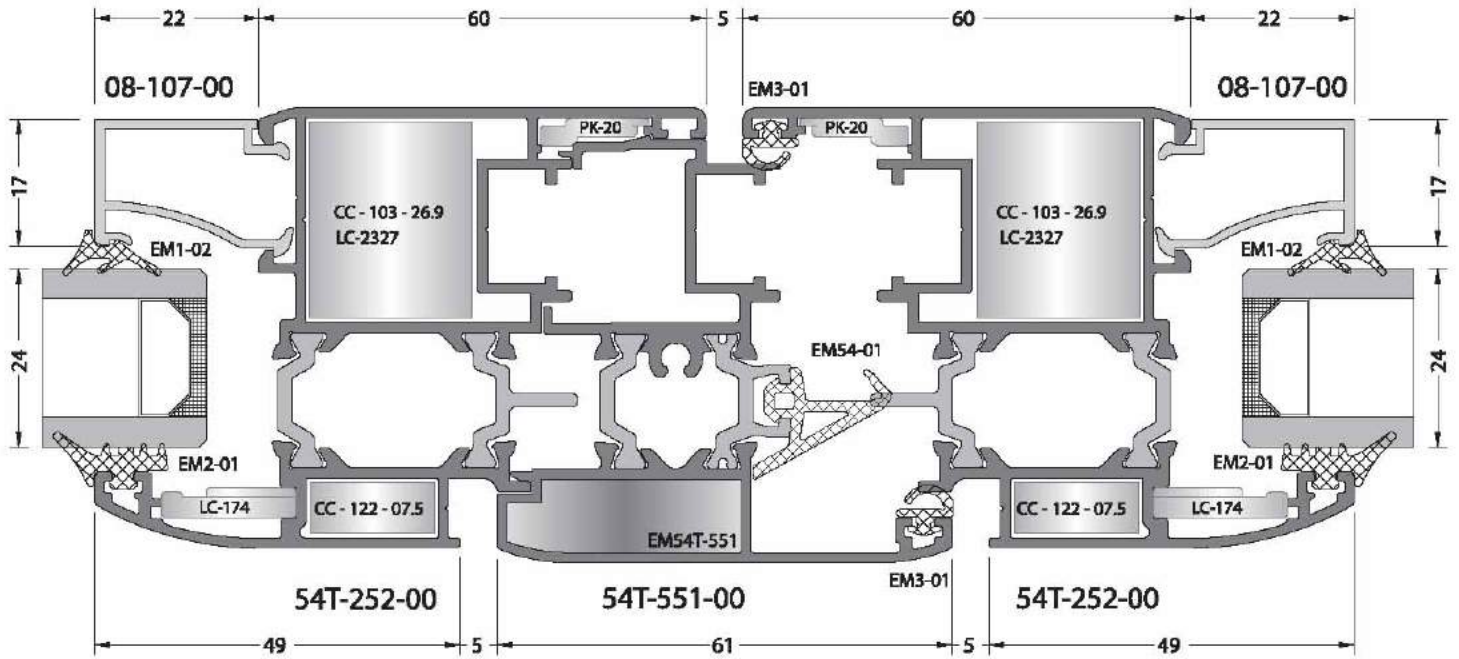 22
60
5
60
22
08-107-00
EM3-01
08-107-00
PK-20
PK-20
17
17
CC - 103 - 26.9
LC-2327
CC - 103 - 26.9
LC-2327
EM1-02
EM1-02
24
EM54-01
24
EM2-01
EM2-01
LC-174
CC - 122 - 07.5
CC - 122 - 07.5
LC-174
EM54T-551
EM3-01
54T-252-00
54T-551-00
54T-252-00
49
5
61
5
49